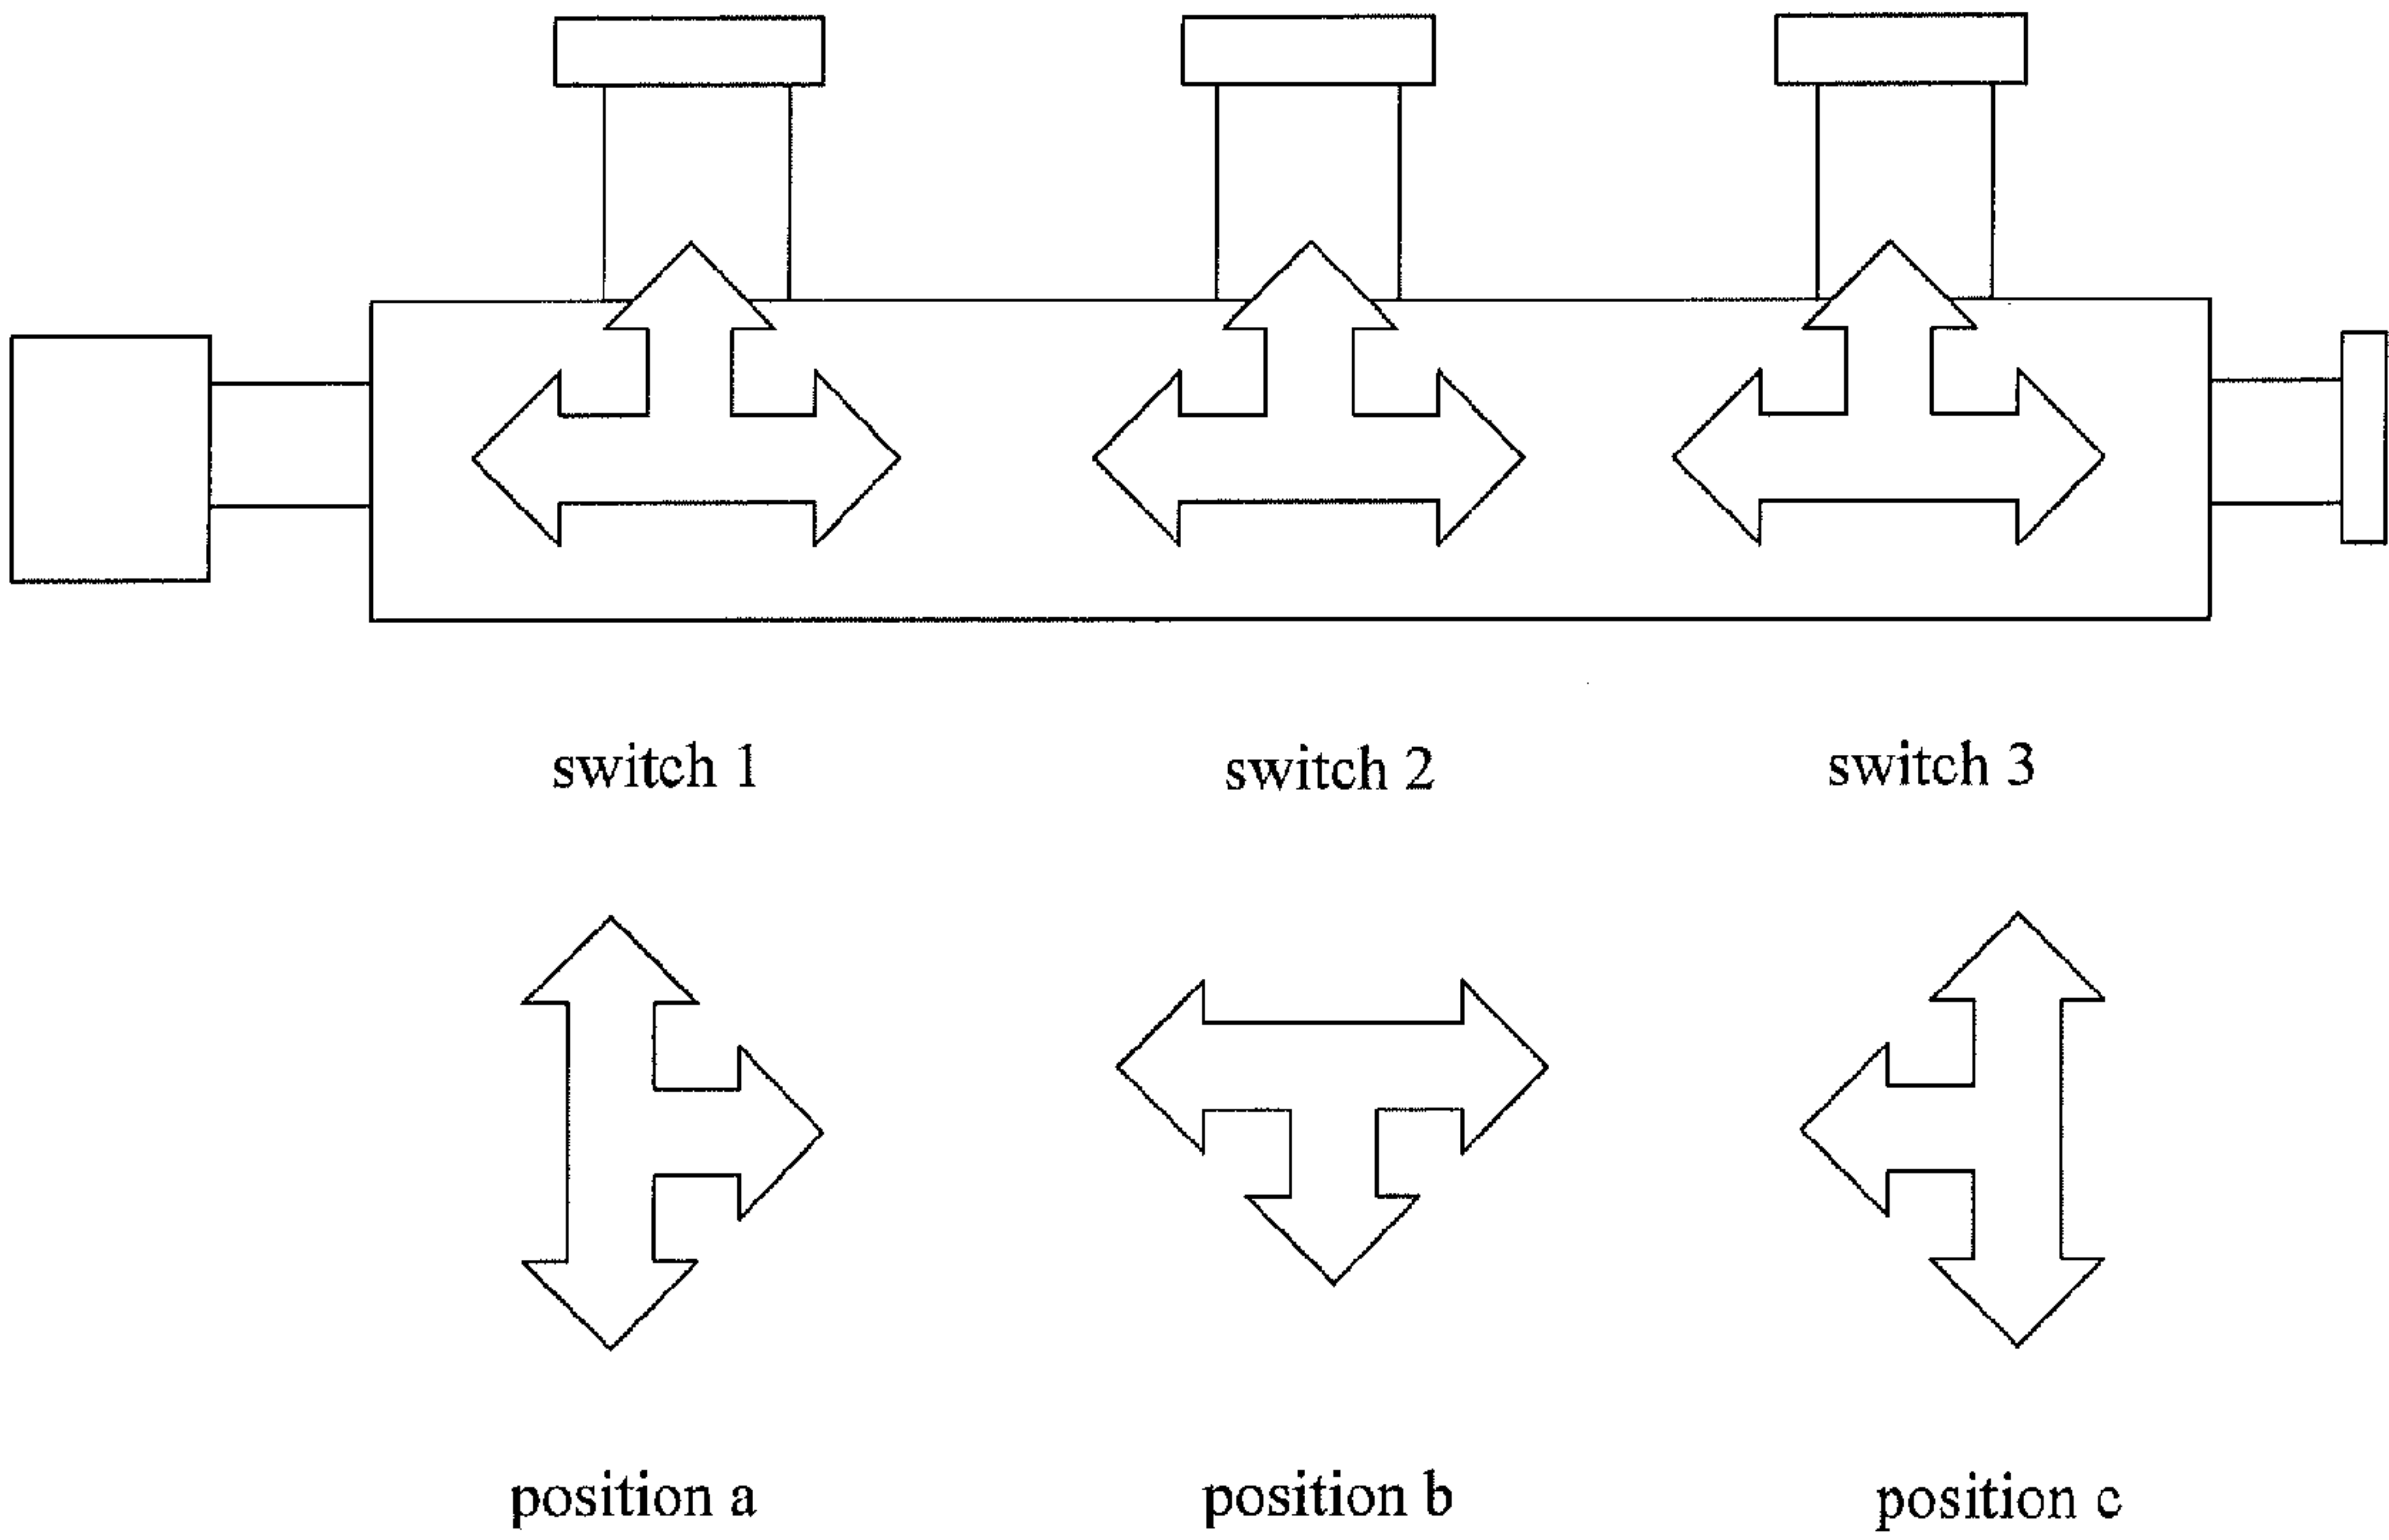 switch 1
switch 2
switch 3
position a
position b
position c